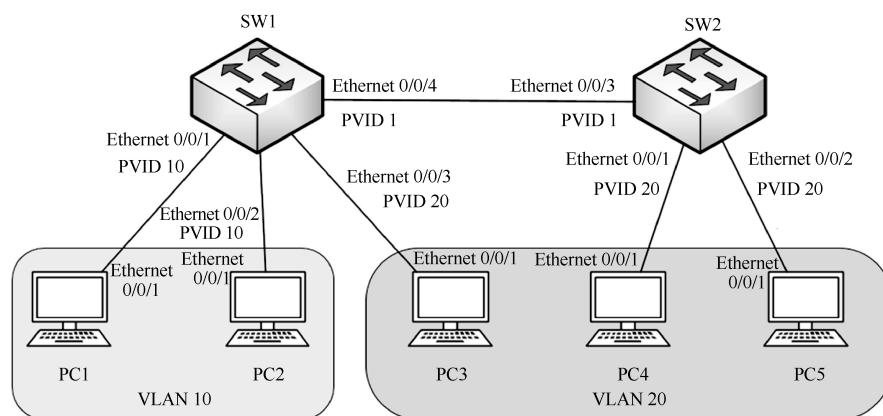 SW1
SW2
Ethernet 0/0/4
Ethernet 0/0/3
PVID 1
PVID 1
Ethernet 0/0/1
PVID 10
Ethernet 0/0/3
PVID 20
Ethernet 0/0/1
PVID 20
Ethernet 0/0/2
PVID 20
Ethernet 0/0/2
PVID 10
Ethernet
0/0/1
Ethernet
0/0/1
Ethernet 0/0/1
Ethernet 0/0/1
Ethernet
0/0/1
PC1
PC2
PC3
PC4
PC5
VLAN 10
VLAN 20